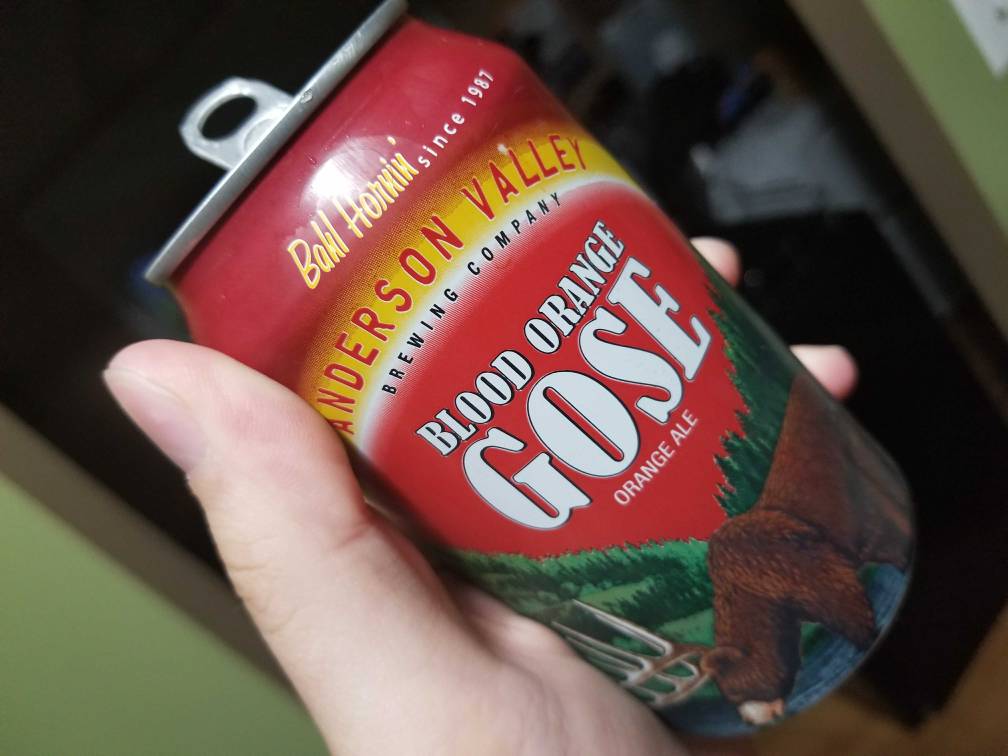 Bahl Hornin' since 1987
ANDERSON VALLEY
BREWING COMPANY
BLOOD ORANGE
GOSE
ORANGE ALE